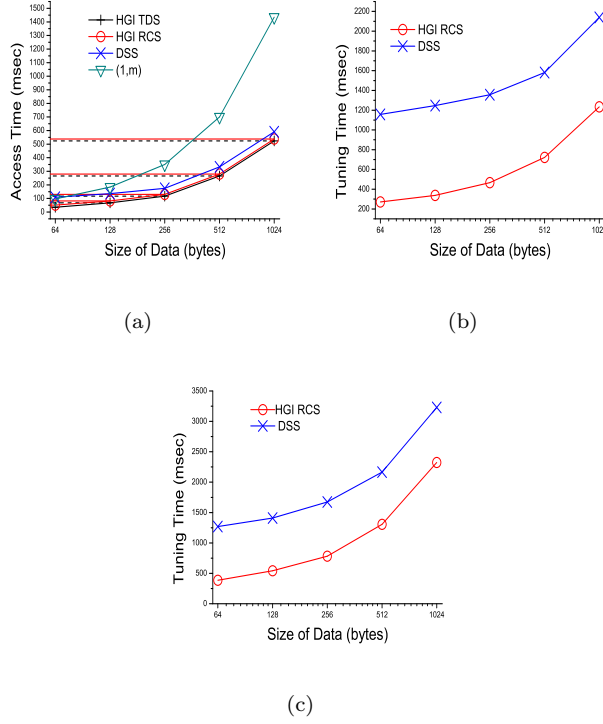 HGI TDS
HGI RCS
DSS
(1,m)
1500
1400
1300
1200
1100
1000
900
800
700
600
500
400
300
200
100
0
Access Time (msec)
64 128 256 512 1024
Size of Data (bytes)
(a)
HGI RCS
DSS
2200
2000
1800
1600
1400
1200
1000
800
600
400
200
Tuning Time (msec)
64 128 256 512 102
Size of Data (bytes)
(b)
HGI RCS
DSS
3500
3000
2500
2000
1500
1000
500
0
Tuning Time (msec)
64 128 256 512 1024
Size of Data (bytes)
(c)